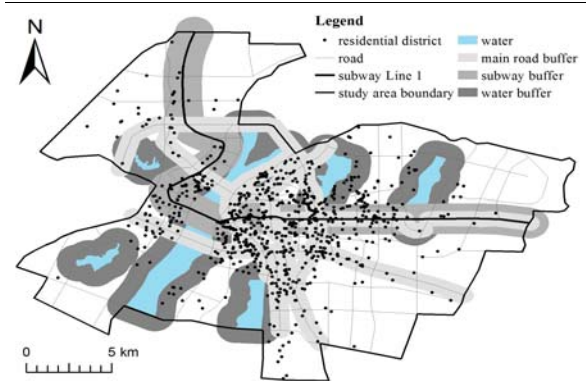 N
Legend
residential district
road
subway Line 1
study area boundary
water
main road buffer
subway buffer
water buffer
0 5 km